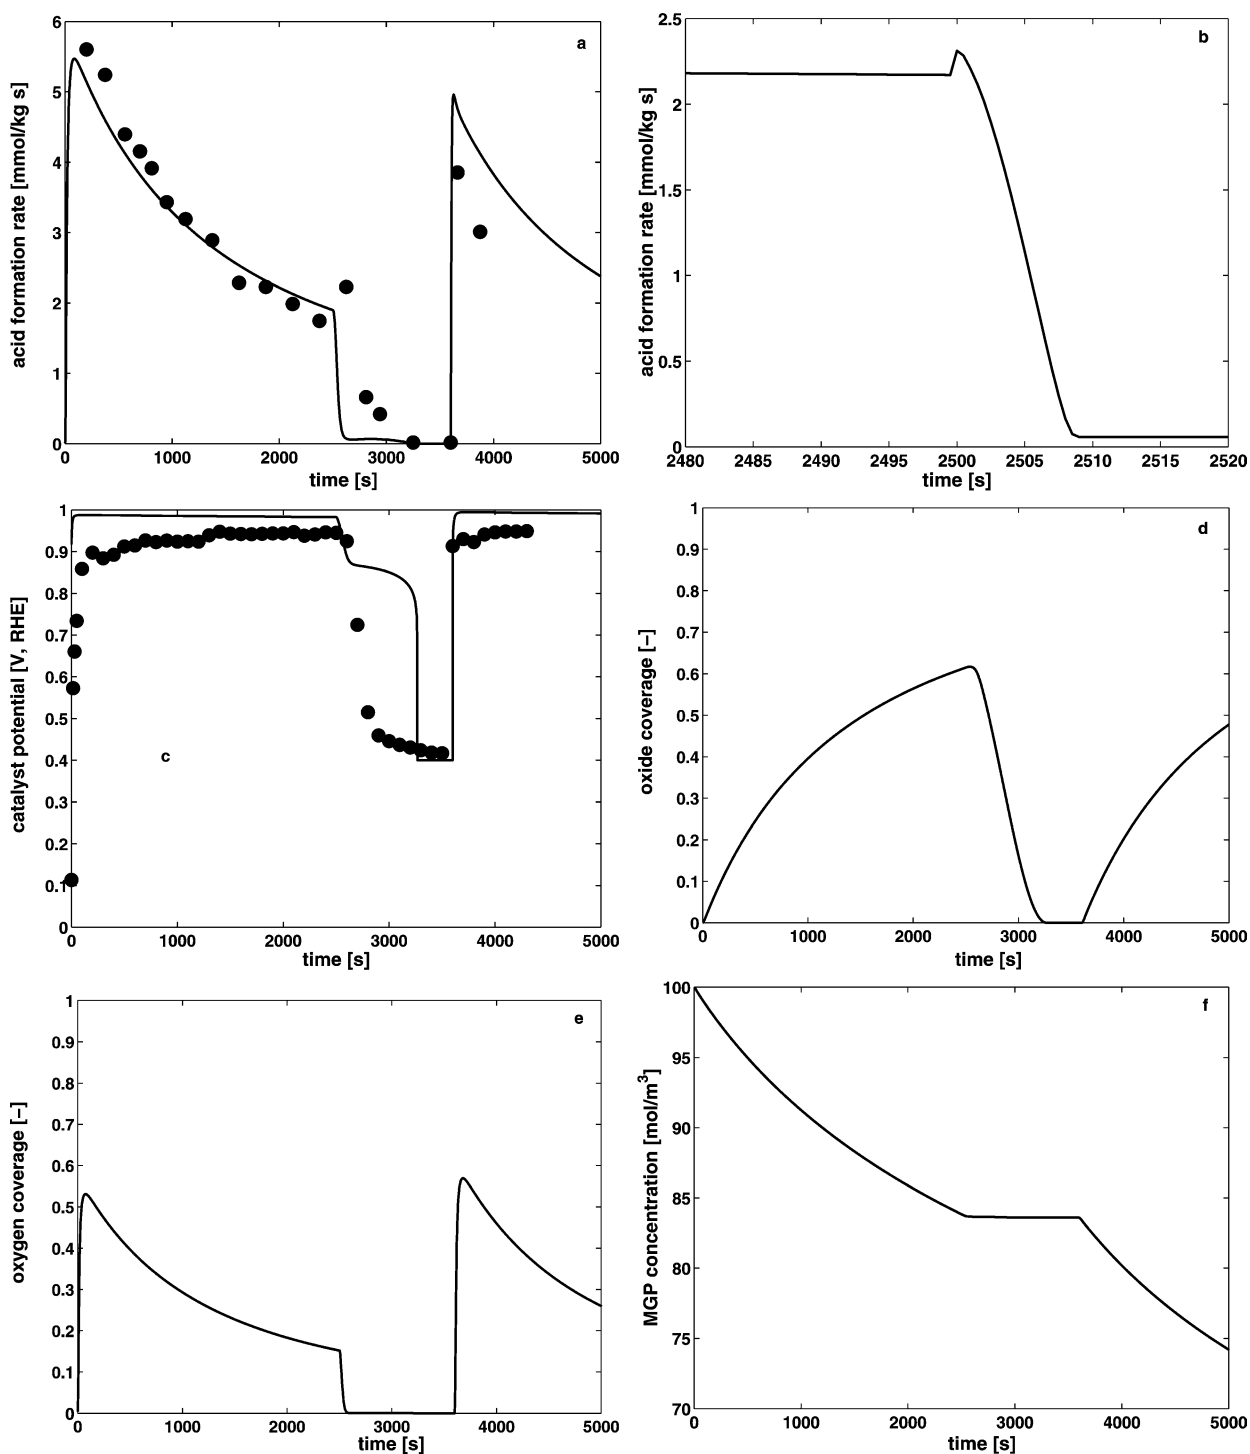 a
acid formation rate [mmol/kg s]
6
5
4
3
2
1
0
0 1000 2000 3000 4000 5000
time [s]
b
acid formation rate [mmol/kg s]
2.5
2
1.5
1
0.5
0
2480 2485 2490 2495 2500 2505 2510 2515 2520
time [s]
c
catalyst potential [V, RHE]
1
0.9
0.8
0.7
0.6
0.5
0.4
0.3
0.2
0.1
0
0 1000 2000 3000 4000 5000
time [s]
d
oxide coverage [−]
1
0.9
0.8
0.7
0.6
0.5
0.4
0.3
0.2
0.1
0
0 1000 2000 3000 4000 5000
time [s]
e
oxygen coverage [−]
1
0.9
0.8
0.7
0.6
0.5
0.4
0.3
0.2
0.1
0
0 1000 2000 3000 4000 5000
time [s]
f
MGP concentration [mol/m³]
100
95
90
85
80
75
70
0 1000 2000 3000 4000 5000
time [s]